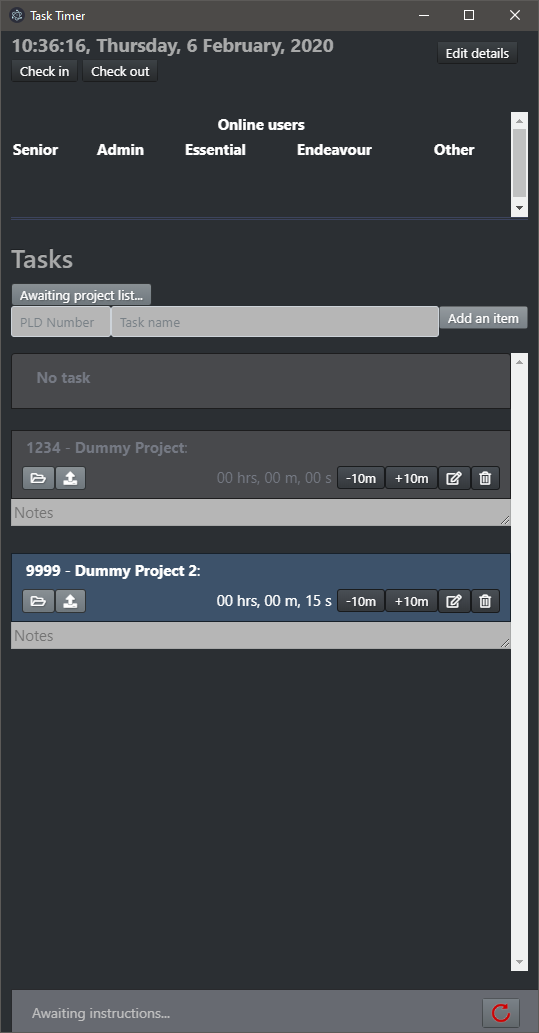 Task Timer
10:36:16, Thursday, 6 February, 2020
Edit details
Check in Check out
Online users
Senior Admin Essential Endeavour Other
Tasks
Awaiting project list...
PLD Number Task name Add an item
No task
1234 - Dummy Project:
00 hrs, 00 m, 00 s -10m +10m
Notes
9999 - Dummy Project 2:
00 hrs, 00 m, 15 s -10m +10m
Notes
Awaiting instructions...